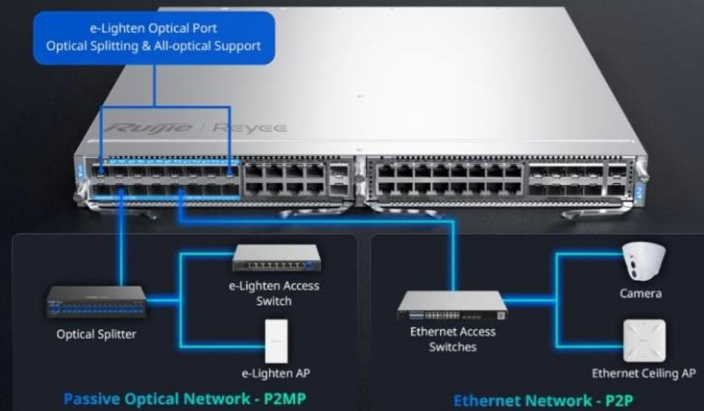 e-Lighten Optical Port
Optical Splitting & All-optical Support
Ruijie | Reyee
e-Lighten Access
Switch
Optical Splitter
e-Lighten AP
Passive Optical Network - P2MP
Camera
Ethernet Access
Switches
Ethernet Ceiling AP
Ethernet Network - P2P